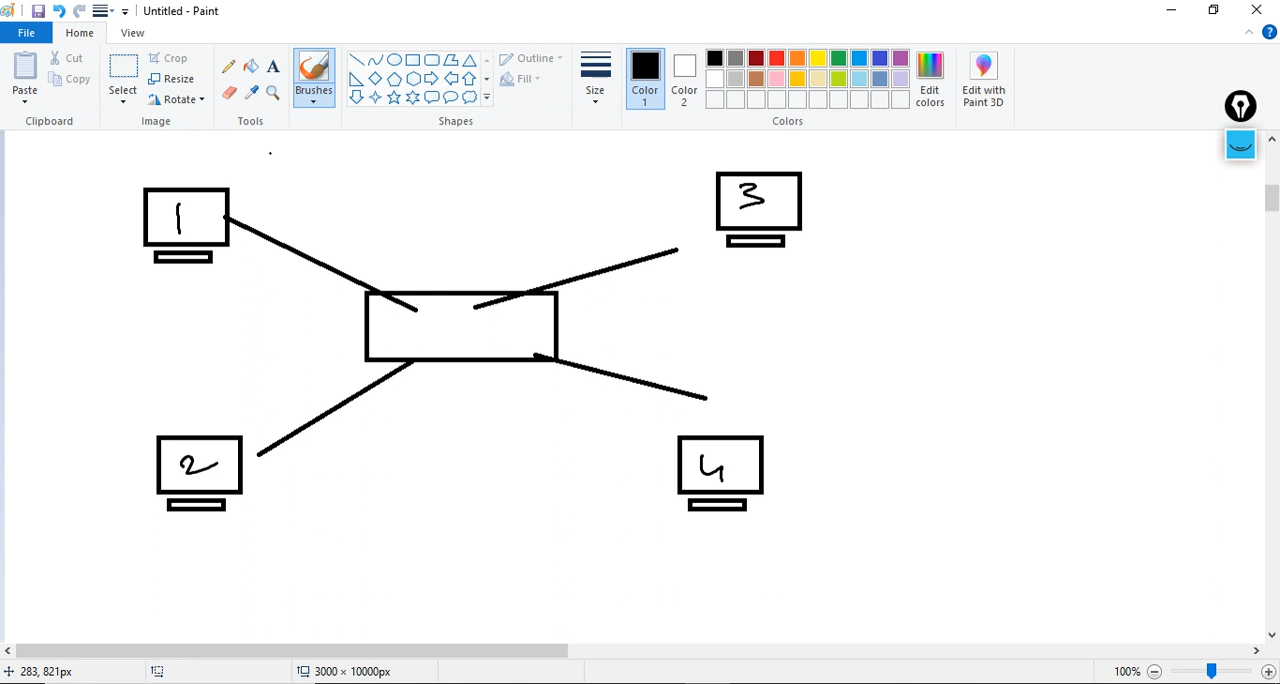 Untitled - Paint
File
Home
View
Paste
Cut
Copy
Clipboard
Select
Crop
Resize
Rotate
Image
Tools
A
Brushes
Shapes
Outline
Fill
Size
Color
1
Color
2
Edit
colors
Colors
Edit with
Paint 3D
?
1
3
2
4
283, 821px
3000 × 10000px
100%